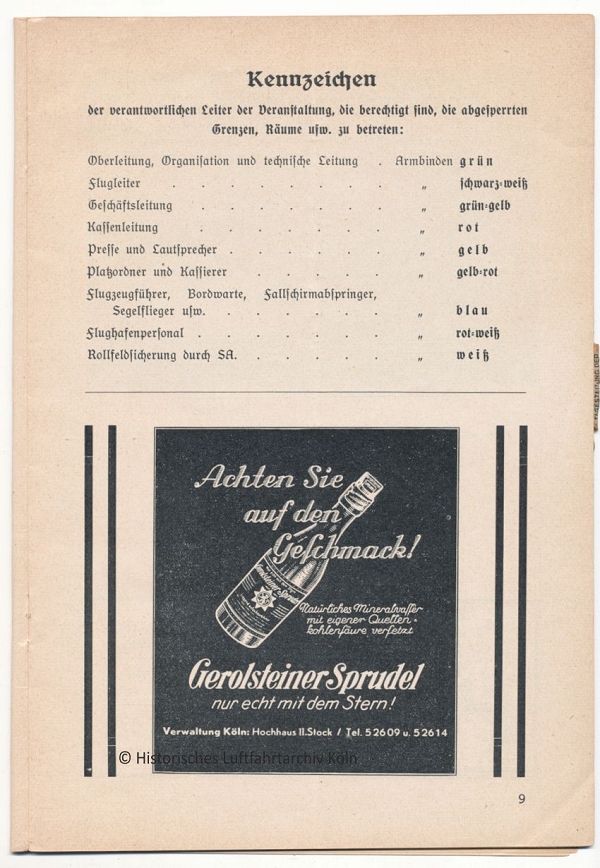 Kennzeichen
der verantwortlichen Leiter der Veranstaltung, die berechtigt sind, die abgesperrten
Grenzen, Räume usw. zu betreten:
Oberleitung, Organisation und technische Leitung . Armbinden grün
Flugleiter . . . . . . „ schwarz-weiß
Geschäftsleitung . . . . . . „ grün-gelb
Kassenleitung . . . . . . „ rot
Presse und Lautsprecher . . . . . „ gelb
Platzordner und Kassierer . . . . „ gelb-rot
Flugzeugführer, Bordwarte, Fallschirmabspringer,
Segelflieger usw. . . . . . „ blau
Flughafenpersonal . . . . . . „ rot-weiß
Rollfeldsicherung durch SA. . . . . „ weiß
Achten Sie
auf den
Geschmack!
Gerolsteiner Sprudel
Natürliches Mineralwasser
mit eigener Quellen-
kohlensäure versetzt
Gerolsteiner Sprudel
nur echt mit dem Stern!
Verwaltung Köln: Hochhaus II.Stock / Tel. 52609 u. 52614
© Historisches Luftfahrtarchiv Köln
9